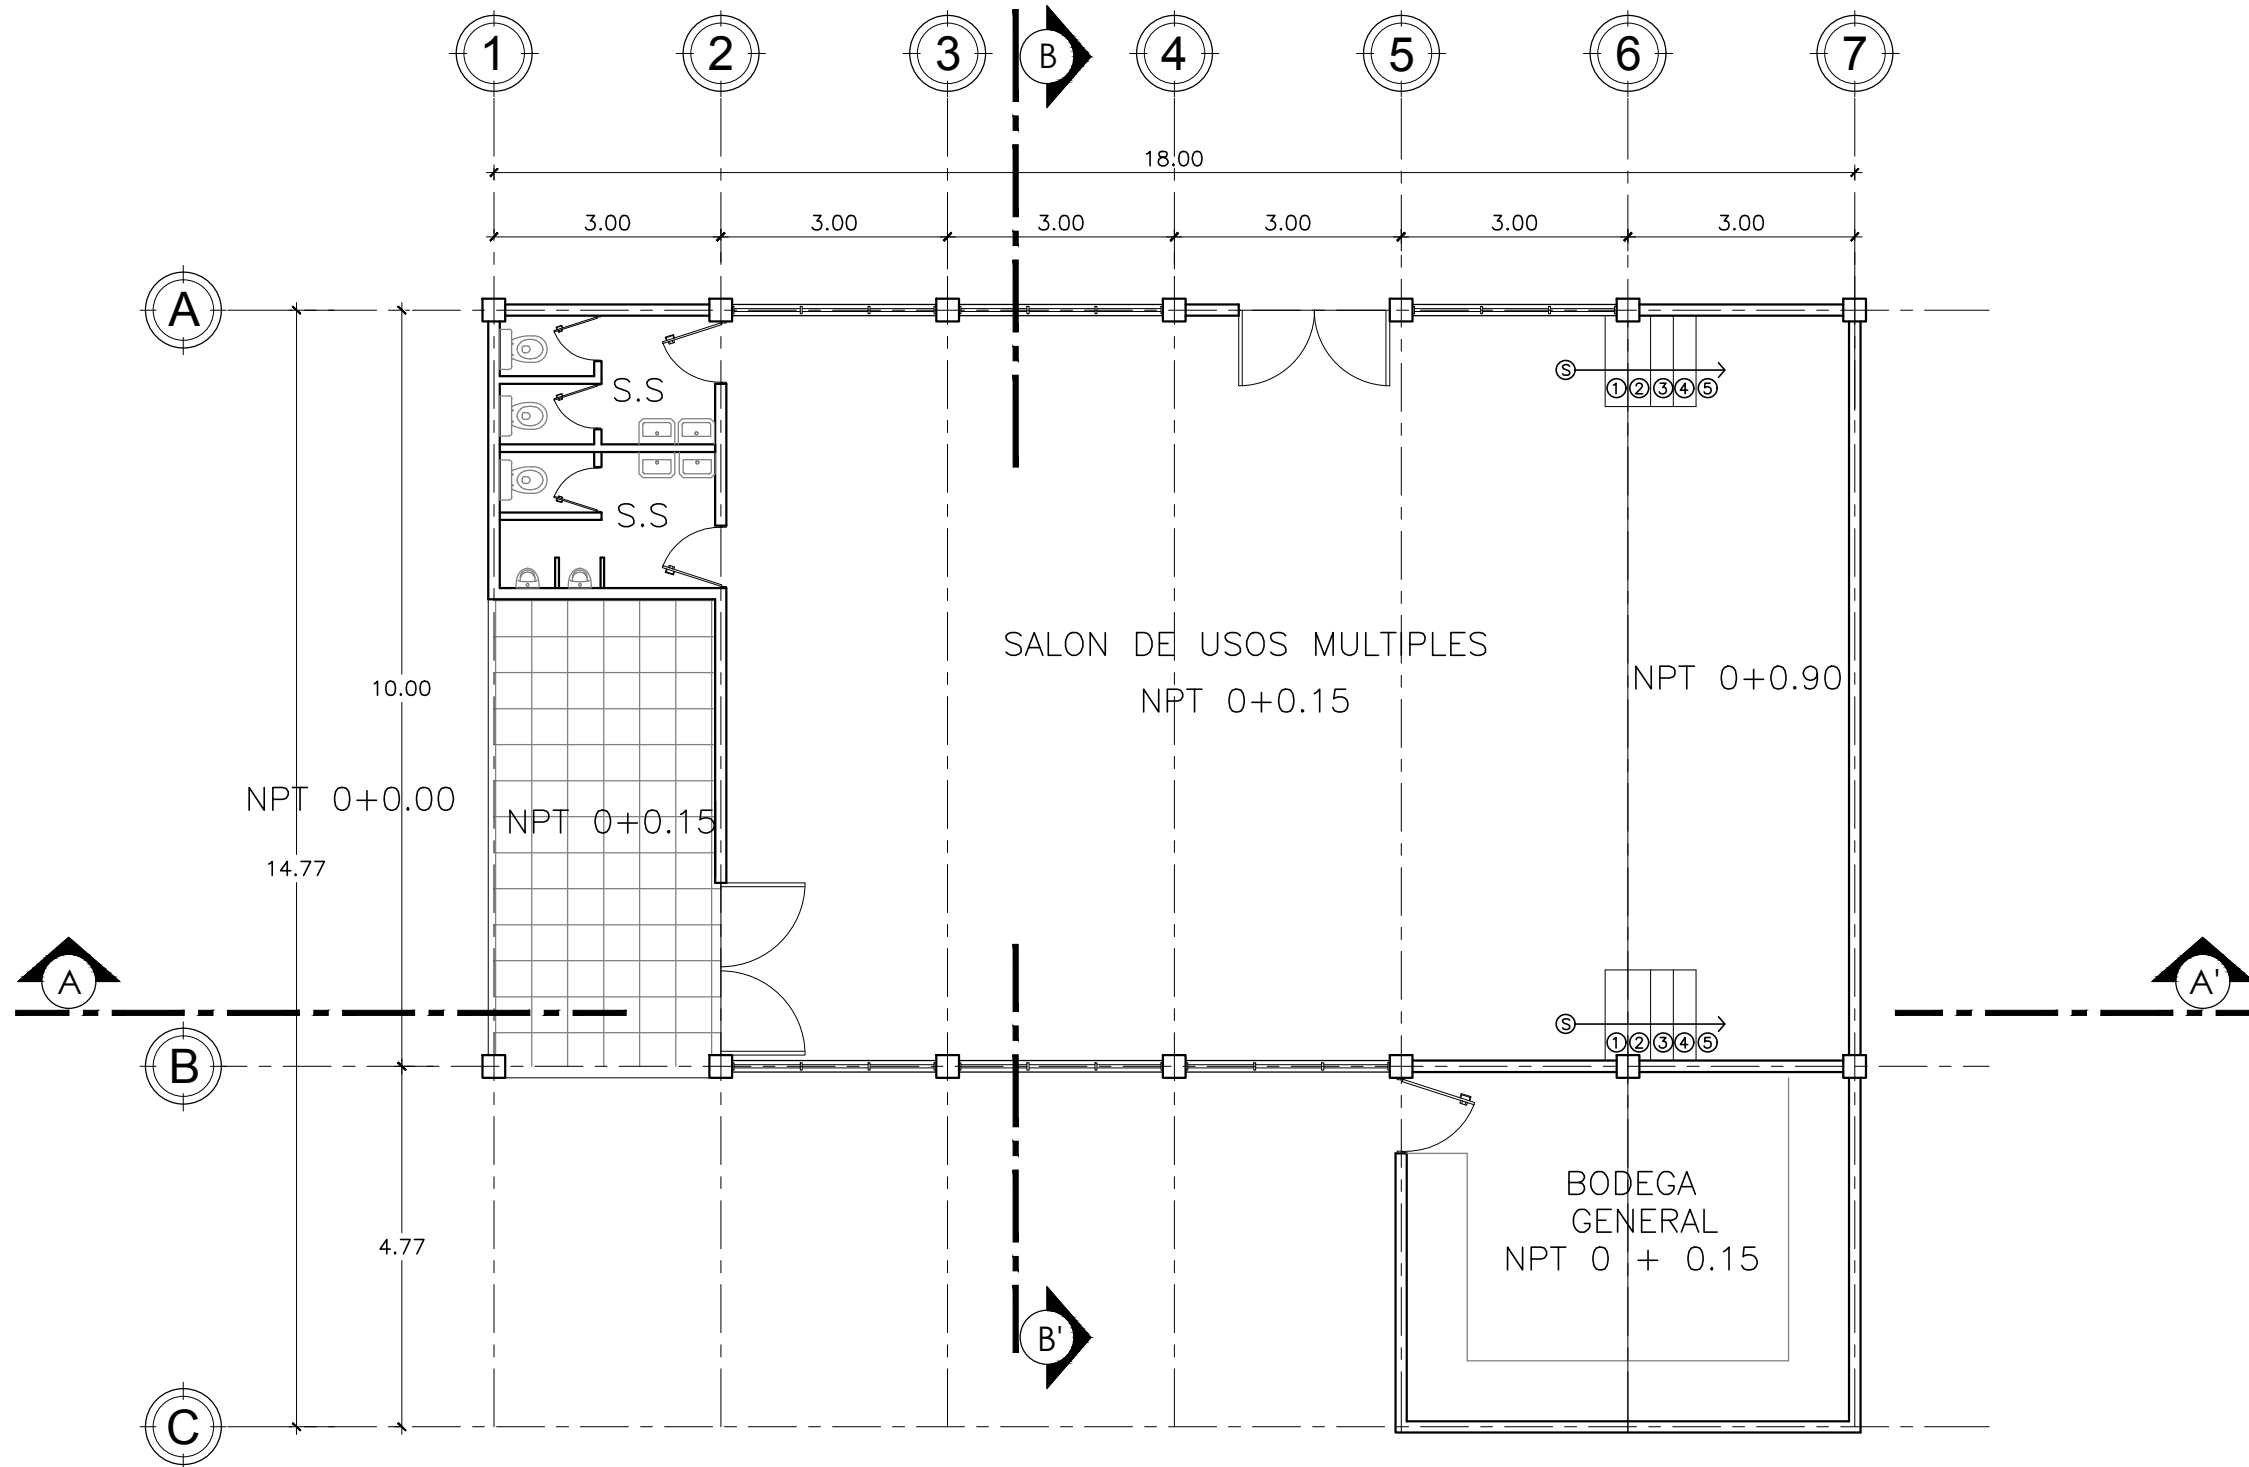 1 2 3 B 4 5 6 7
18.00
3.00 3.00 3.00 3.00 3.00 3.00
A
S
1 2 3 4 5
S.S
S.S
SALON DE USOS MULTIPLES
NPT 0+0.15
NPT 0+0.90
10.00
NPT 0+0.00
NPT 0+0.15
14.77
A
A'
S
1 2 3 4 5
B
BODEGA
GENERAL
NPT 0 + 0.15
4.77
B'
C